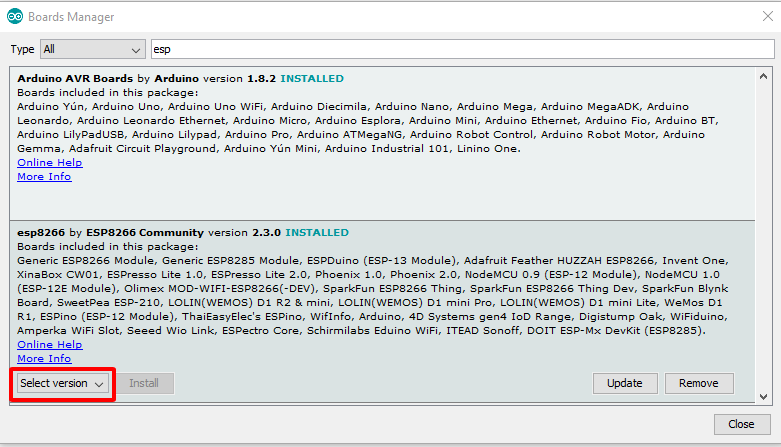 Boards Manager
Type All esp
Arduino AVR Boards by Arduino version 1.8.2 INSTALLED
Boards included in this package:
Arduino Yún, Arduino Uno, Arduino Uno WiFi, Arduino Diecimila, Arduino Nano, Arduino Mega, Arduino MegaADK, Arduino
Leonardo, Arduino Leonardo Ethernet, Arduino Micro, Arduino Esplora, Arduino Mini, Arduino Ethernet, Arduino Fio, Arduino BT,
Arduino LilyPadUSB, Arduino Lilypad, Arduino Pro, Arduino ATMegaNG, Arduino Robot Control, Arduino Robot Motor, Arduino
Gemma, Adafruit Circuit Playground, Arduino Yún Mini, Arduino Industrial 101, Linino One.
Online Help
More Info
esp8266 by ESP8266 Community version 2.3.0 INSTALLED
Boards included in this package:
Generic ESP8266 Module, Generic ESP8285 Module, ESPDuino (ESP-13 Module), Adafruit Feather HUZZAH ESP8266, Invent One,
XinaBox CW01, ESPresso Lite 1.0, ESPresso Lite 2.0, Phoenix 1.0, Phoenix 2.0, NodeMCU 0.9 (ESP-12 Module), NodeMCU 1.0
(ESP-12E Module), Olimex MOD-WIFI-ESP8266(-DEV), SparkFun ESP8266 Thing, SparkFun ESP8266 Thing Dev, SparkFun Blynk
Board, SweetPea ESP-210, LOLIN(WEMOS) D1 R2 & mini, LOLIN(WEMOS) D1 mini Pro, LOLIN(WEMOS) D1 mini Lite, WeMos D1
R1, ESPino (ESP-12 Module), ThaiEasyElec's ESPino, WifInfo, Arduino, 4D Systems gen4 IoD Range, Digistump Oak, WiFiduino,
Amperka WiFi Slot, Seeed Wio Link, ESPectro Core, Schirmilabs Eduino WiFi, ITEAD Sonoff, DOIT ESP-Mx DevKit (ESP8285).
Online Help
More Info
Select version Install Update Remove
Close